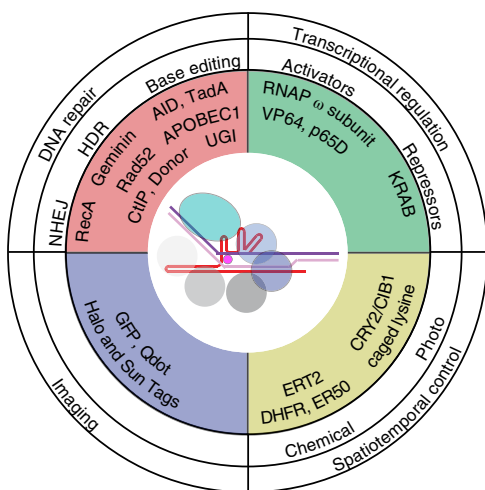 DNA repair
NHEJ
HDR
Base editing
RecA
Geminin
Rad52
CtIP, Donor
AID, TadA
APOBEC1
UGI
Transcriptional regulation
Activators
Repressors
RNAP ω subunit
VP64, p65D
KRAB
Imaging
GFP, Qdot
Halo and Sun Tags
CRY2/CIB1
caged lysine
ERT2
DHFR, ER50
Photo
Chemical
Spatiotemporal control